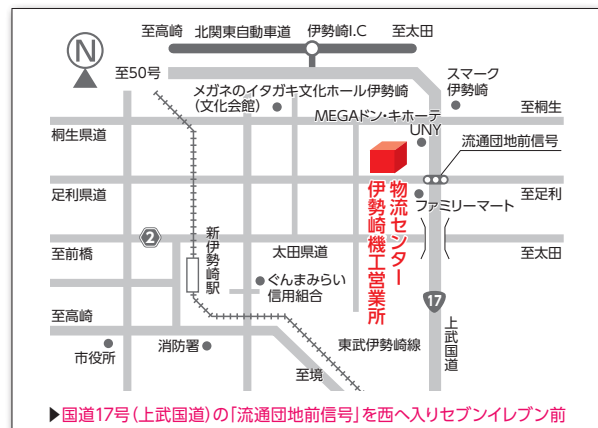 至高崎
北関東自動車道
伊勢崎I.C
至太田
N
至50号
メガネのイタガキ文化ホール伊勢崎
(文化会館)
スマーク
伊勢崎
MEGAドン・キホーテ
UNY
至桐生
桐生県道
流通団地前信号
足利県道
至足利
ファミリーマート
物流センター
伊勢崎機工営業所
2
至前橋
新伊勢崎駅
太田県道
至太田
ぐんまみらい
信用組合
17
上武国道
至高崎
市役所
消防署
東武伊勢崎線
至境
▶国道17号(上武国道)の「流通団地前信号」を西へ入りセブンイレブン前